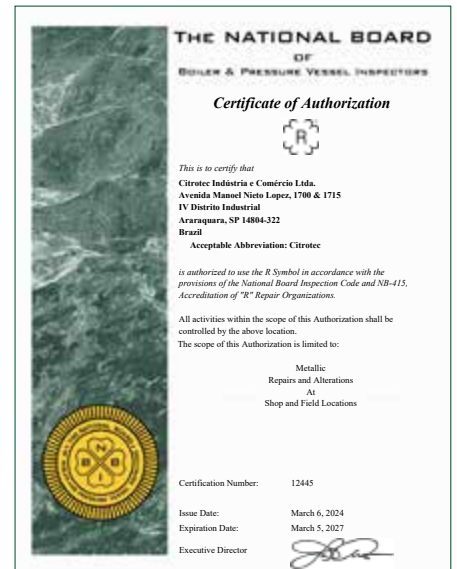 THE NATIONAL BOARD
OF
BOILER & PRESSURE VESSEL INSPECTORS
Certificate of Authorization
R
This is to certify that
Citrotec Indústria e Comércio Ltda.
Avenida Manoel Nieto Lopez, 1700 & 1715
IV Distrito Industrial
Araraquara, SP 14804-322
Brazil
Acceptable Abbreviation: Citrotec
is authorized to use the R Symbol in accordance with the
provisions of the National Board Inspection Code and NB-415,
Accreditation of "R" Repair Organizations.
All activities within the scope of this Authorization shall be
controlled by the above location.
The scope of this Authorization is limited to:
Metallic
Repairs and Alterations
At
Shop and Field Locations
N
B B
I
Certification Number: 12445
Issue Date: March 6, 2024
Expiration Date: March 5, 2027
Executive Director